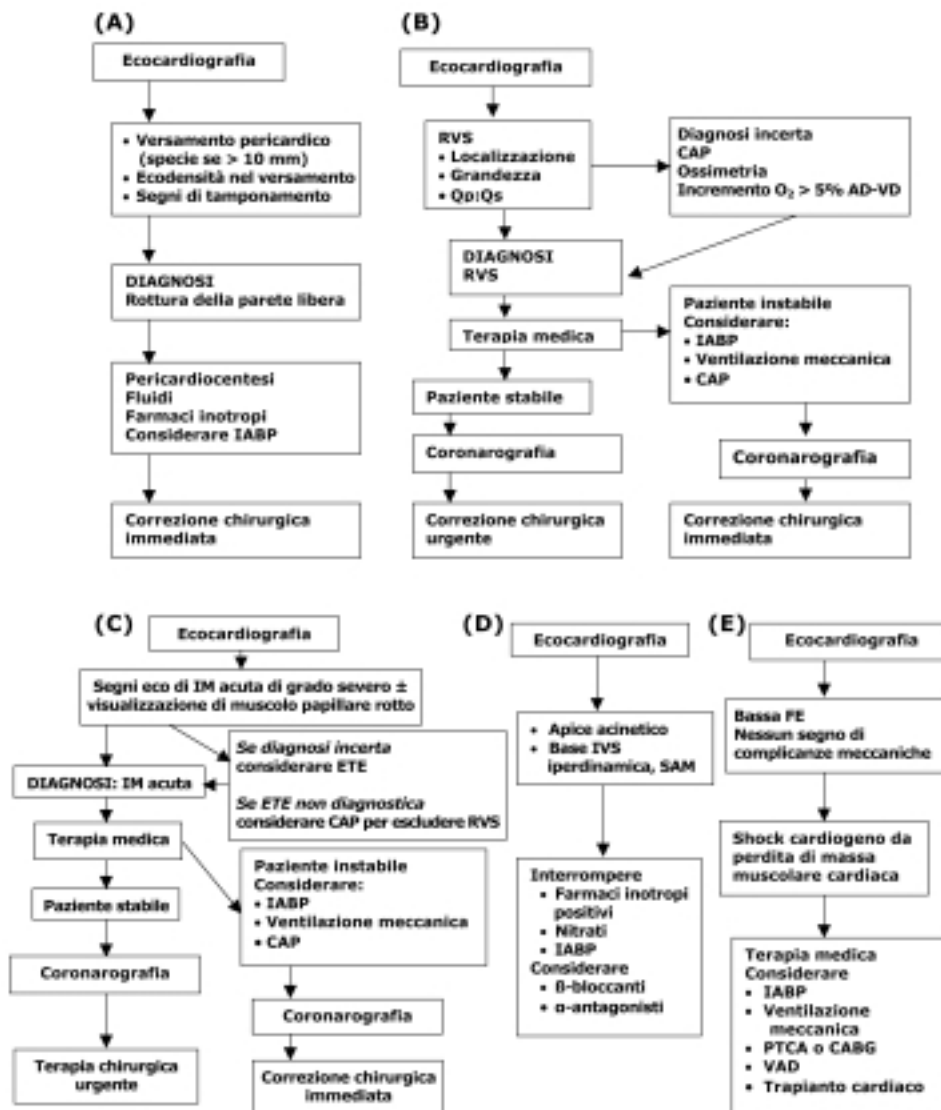 (A)
Ecocardiografia
• Versamento pericardico
(specie se > 10 mm)
• Ecodensità nel versamento
• Segni di tamponamento
DIAGNOSI
Rottura della parete libera
Pericardiocentesi
Fluidi
Farmaci inotropi
Considerare IABP
Correzione chirurgica
immediata
(B)
Ecocardiografia
RVS
• Localizzazione
• Grandezza
• Qp:Qs
Diagnosi incerta
CAP
Ossimetria
Incremento O₂ > 5% AD-VD
DIAGNOSI
RVS
Terapia medica
Paziente instabile
Considerare:
• IABP
• Ventilazione meccanica
• CAP
Paziente stabile
Coronarografia
Correzione chirurgica
urgente
Coronarografia
Correzione chirurgica
immediata
(C)
Ecocardiografia
Segni eco di IM acuta di grado severo ±
visualizzazione di muscolo papillare rotto
Se diagnosi incerta
considerare ETE
Se ETE non diagnostica
considerare CAP per escludere RVS
DIAGNOSI: IM acuta
Terapia medica
Paziente stabile
Coronarografia
Terapia chirurgica
urgente
Paziente instabile
Considerare:
• IABP
• Ventilazione meccanica
• CAP
Coronarografia
Correzione chirurgica
immediata
(D)
Ecocardiografia
• Apice acinetico
• Base IVS
iperdinamica, SAM
Interrompere
• Farmaci inotropi
positivi
• Nitrati
• IABP
Considerare
• β-bloccanti
• α-antagonisti
(E)
Ecocardiografia
Bassa FE
Nessun segno di
complicanze meccaniche
Shock cardiogeno da
perdita di massa
muscolare cardiaca
Terapia medica
Considerare
• IABP
• Ventilazione
meccanica
• PTCA o CABG
• VAD
• Trapianto cardiaco